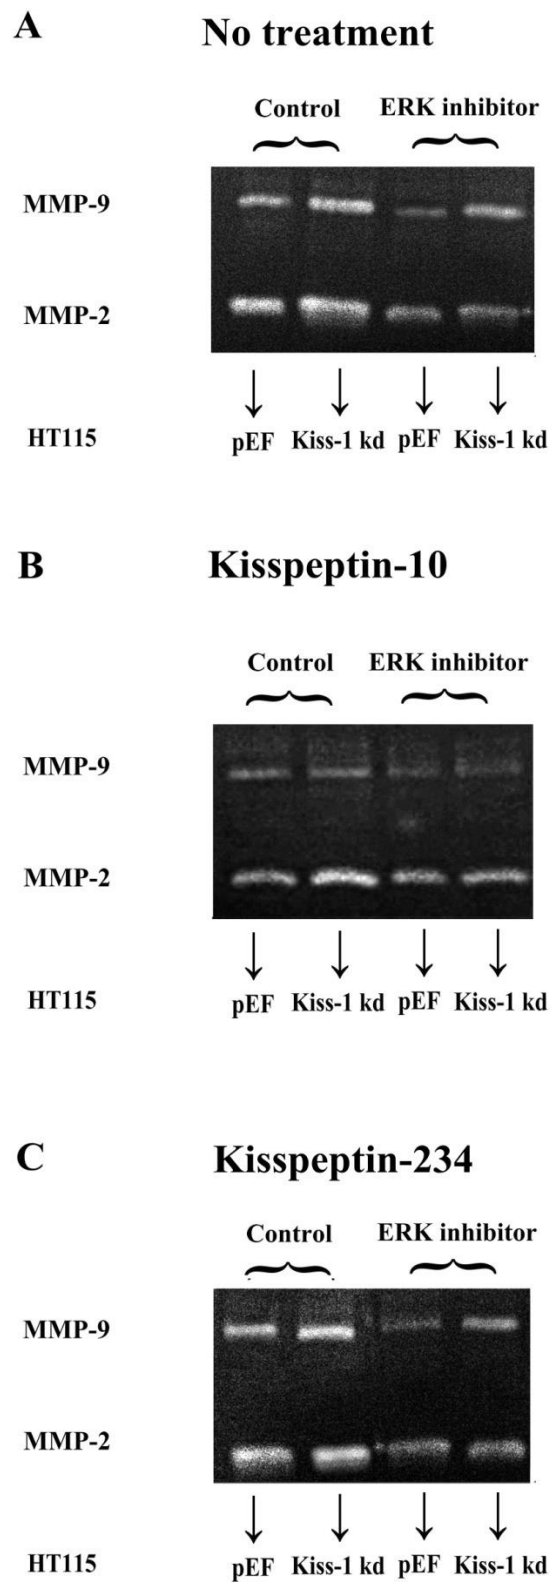 A No treatment
Control ERK inhibitor
MMP-9
MMP-2
HT115 pEF Kiss-1 kd pEF Kiss-1 kd
B Kisspeptin-10
Control ERK inhibitor
MMP-9
MMP-2
HT115 pEF Kiss-1 kd pEF Kiss-1 kd
C Kisspeptin-234
Control ERK inhibitor
MMP-9
MMP-2
HT115 pEF Kiss-1 kd pEF Kiss-1 kd